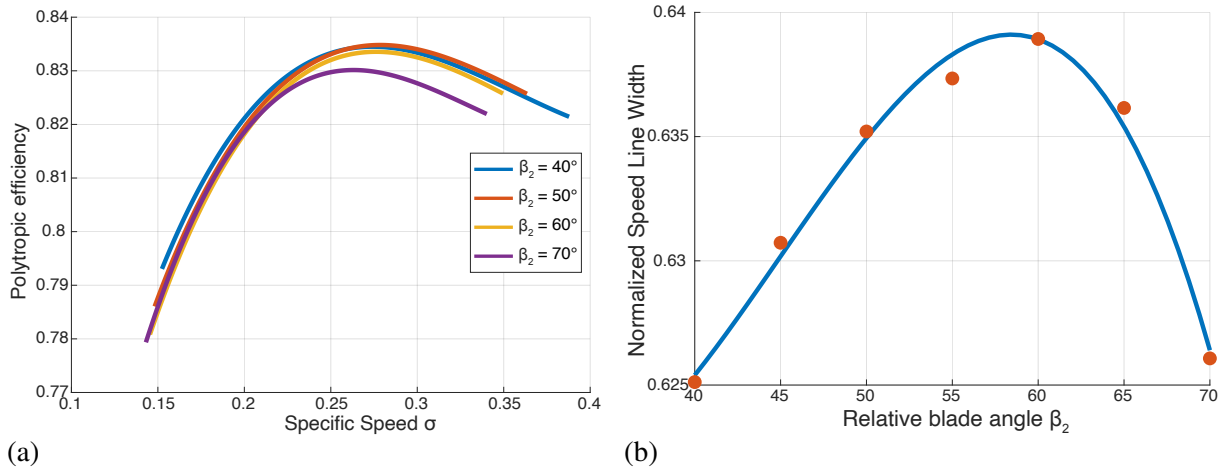 0.84
0.83
0.82
0.81
0.8
0.79
0.78
0.77
Polytropic efficiency
β2 = 40°
β2 = 50°
β2 = 60°
β2 = 70°
0.1 0.15 0.2 0.25 0.3 0.35 0.4
Specific Speed σ
(a)
0.64
0.635
0.63
0.625
Normalized Speed Line Width
40 45 50 55 60 65 70
Relative blade angle β2
(b)